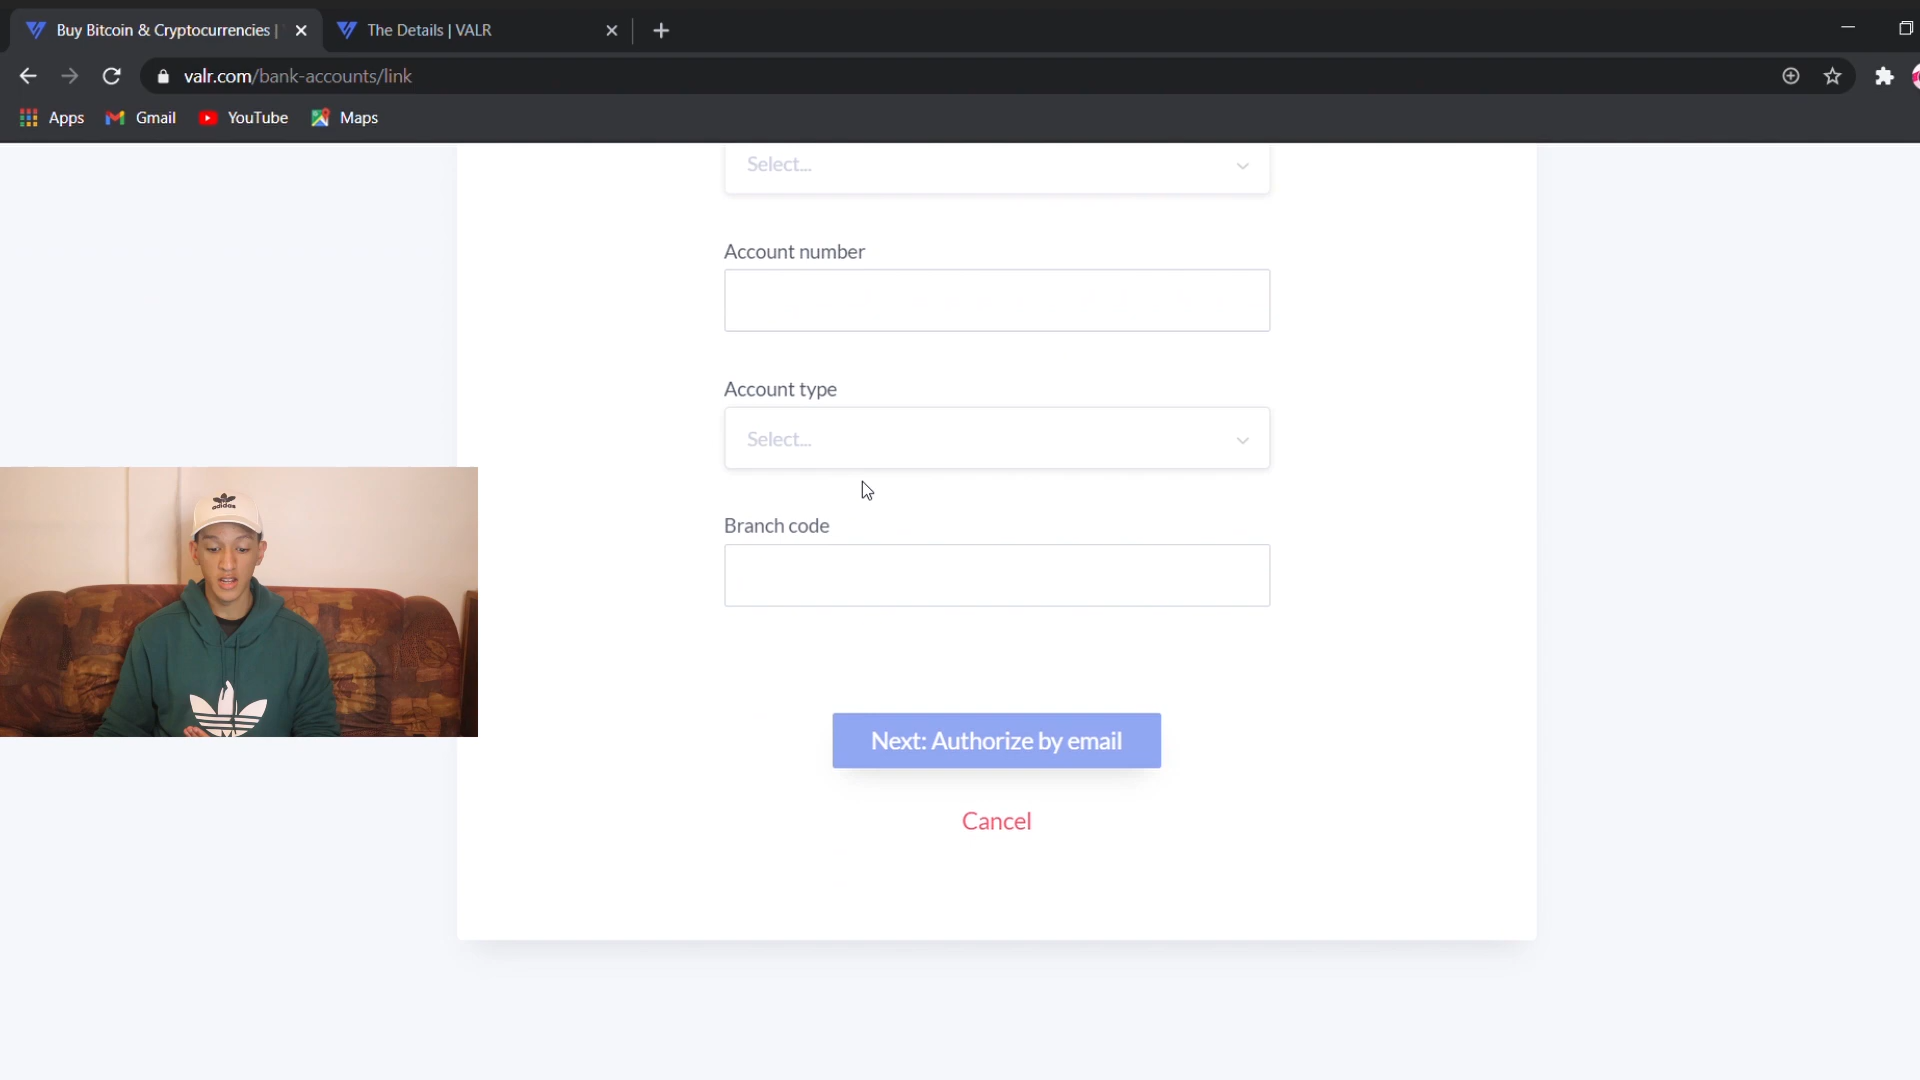 Buy Bitcoin & Cryptocurrencies |
The Details | VALR
valr.com/bank-accounts/link
Apps
Gmail
YouTube
Maps
Select...
Account number
Account type
Select...
Branch code
adidas
Next: Authorize by email
Cancel